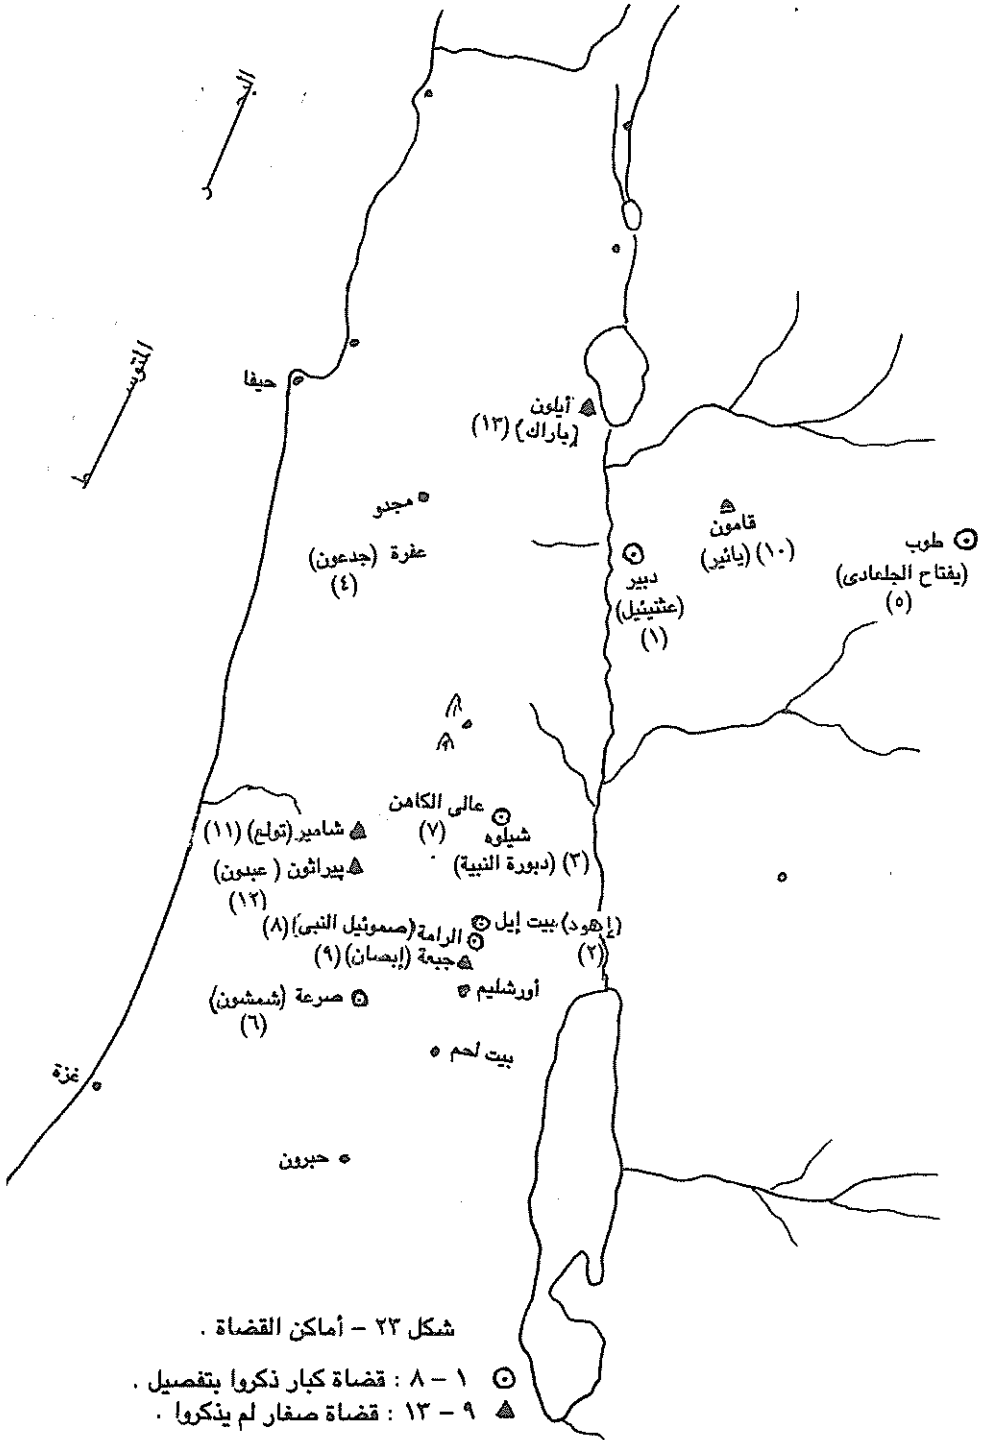 البحر
المتوسط
حيفا
أيلون
(باراك) (١٣)
مجدو
عفرة (جدعون)
(٤)
قامون
(١٠) (يائير)
طوب
(يفتاح الجلعادى)
(٥)
دبير
(عثنيئيل)
(١)
عالى الكاهن
(٧)
شيلوه
(٣) (دبورة النبية)
شامير (تولع) (١١)
بيراثون (عبدون)
(١٢)
(إهود) بيت إيل
(٢)
الرامة (صموئيل النبى) (٨)
جبعة (إبصان) (٩)
أورشليم
صرعة (شمشون)
(٦)
بيت لحم
غزة
حبرون
شكل ٢٣ – أماكن القضاة .
١ – ٨ : قضاة كبار ذكروا بتفصيل .
٩ – ١٣ : قضاة صغار لم يذكروا .